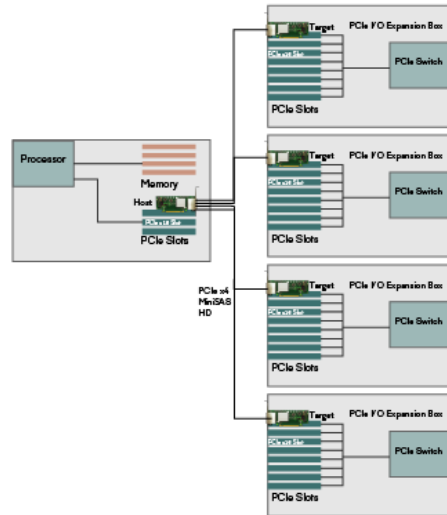 Target
PCIe I/O Expansion Box
PCIe x16 Slot
PCIe Switch
PCIe Slots
Processor
Memory
Host
PCIe x16 Slot
PCIe Slots
Target
PCIe I/O Expansion Box
PCIe x16 Slot
PCIe Switch
PCIe Slots
PCIe x4
MiniSAS
HD
Target
PCIe I/O Expansion Box
PCIe x16 Slot
PCIe Switch
PCIe Slots
Target
PCIe I/O Expansion Box
PCIe x16 Slot
PCIe Switch
PCIe Slots